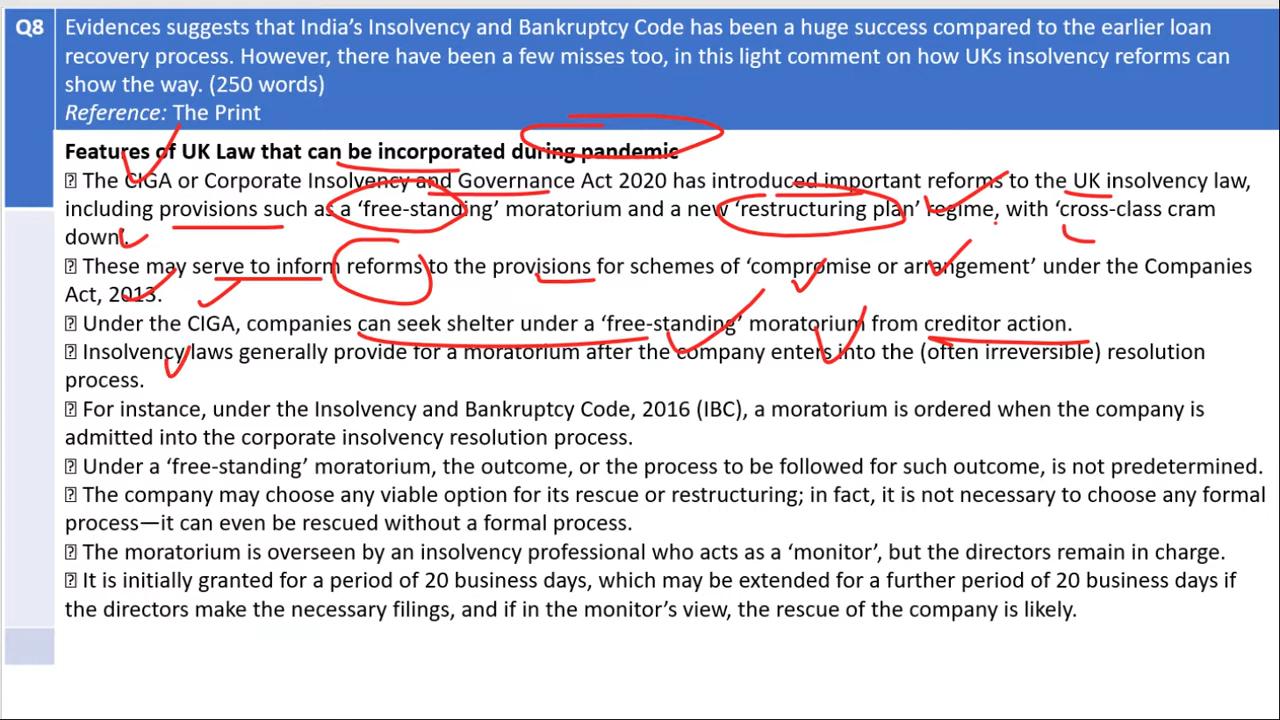 Q8
Evidences suggests that India's Insolvency and Bankruptcy Code has been a huge success compared to the earlier loan
recovery process. However, there have been a few misses too, in this light comment on how UKs insolvency reforms can
show the way. (250 words)
Reference: The Print
Features of UK Law that can be incorporated during pandemic
The CIGA or Corporate Insolvency and Governance Act 2020 has introduced important reforms to the UK insolvency law,
including provisions such as a ‘free-standing’ moratorium and a new ‘restructuring plan’ regime, with ‘cross-class cram
down’.
These may serve to inform reforms to the provisions for schemes of ‘compromise or arrangement’ under the Companies
Act, 2013.
Under the CIGA, companies can seek shelter under a ‘free-standing’ moratorium from creditor action.
Insolvency laws generally provide for a moratorium after the company enters into the (often irreversible) resolution
process.
For instance, under the Insolvency and Bankruptcy Code, 2016 (IBC), a moratorium is ordered when the company is
admitted into the corporate insolvency resolution process.
Under a ‘free-standing’ moratorium, the outcome, or the process to be followed for such outcome, is not predetermined.
The company may choose any viable option for its rescue or restructuring; in fact, it is not necessary to choose any formal
process—it can even be rescued without a formal process.
The moratorium is overseen by an insolvency professional who acts as a ‘monitor’, but the directors remain in charge.
It is initially granted for a period of 20 business days, which may be extended for a further period of 20 business days if
the directors make the necessary filings, and if in the monitor’s view, the rescue of the company is likely.